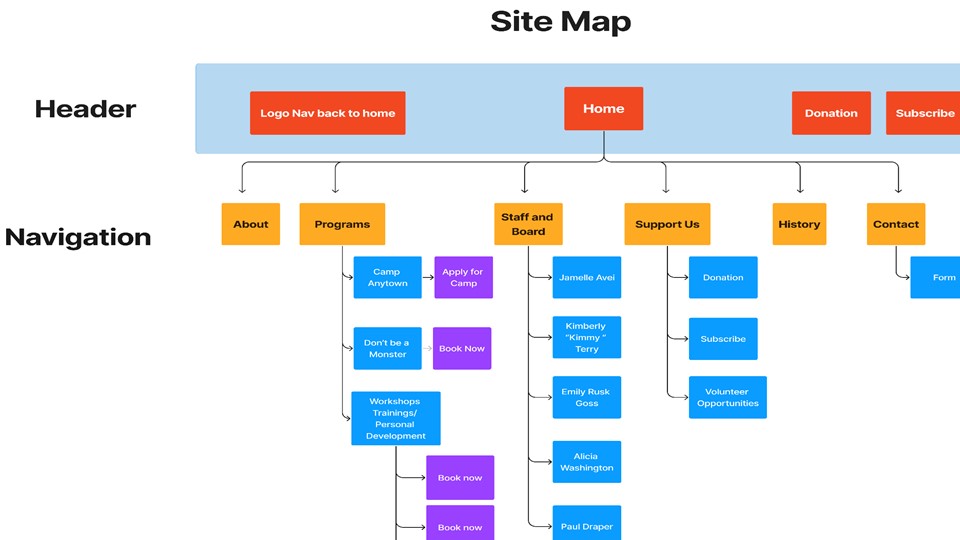 Site Map
Header
Logo Nav back to home
Home
Donation
Subscribe
Navigation
About
Programs
Staff and
Board
Support Us
History
Contact
Camp
Anytown
Apply for
Camp
Jamelle Avei
Donation
Form
Don't be a
Monster
Book Now
Kimberly
"Kimmy "
Terry
Subscribe
Workshops
Trainings/
Personal
Development
Emily Rusk
Goss
Volunteer
Opportunities
Book now
Alicia
Washington
Book now
Paul Draper